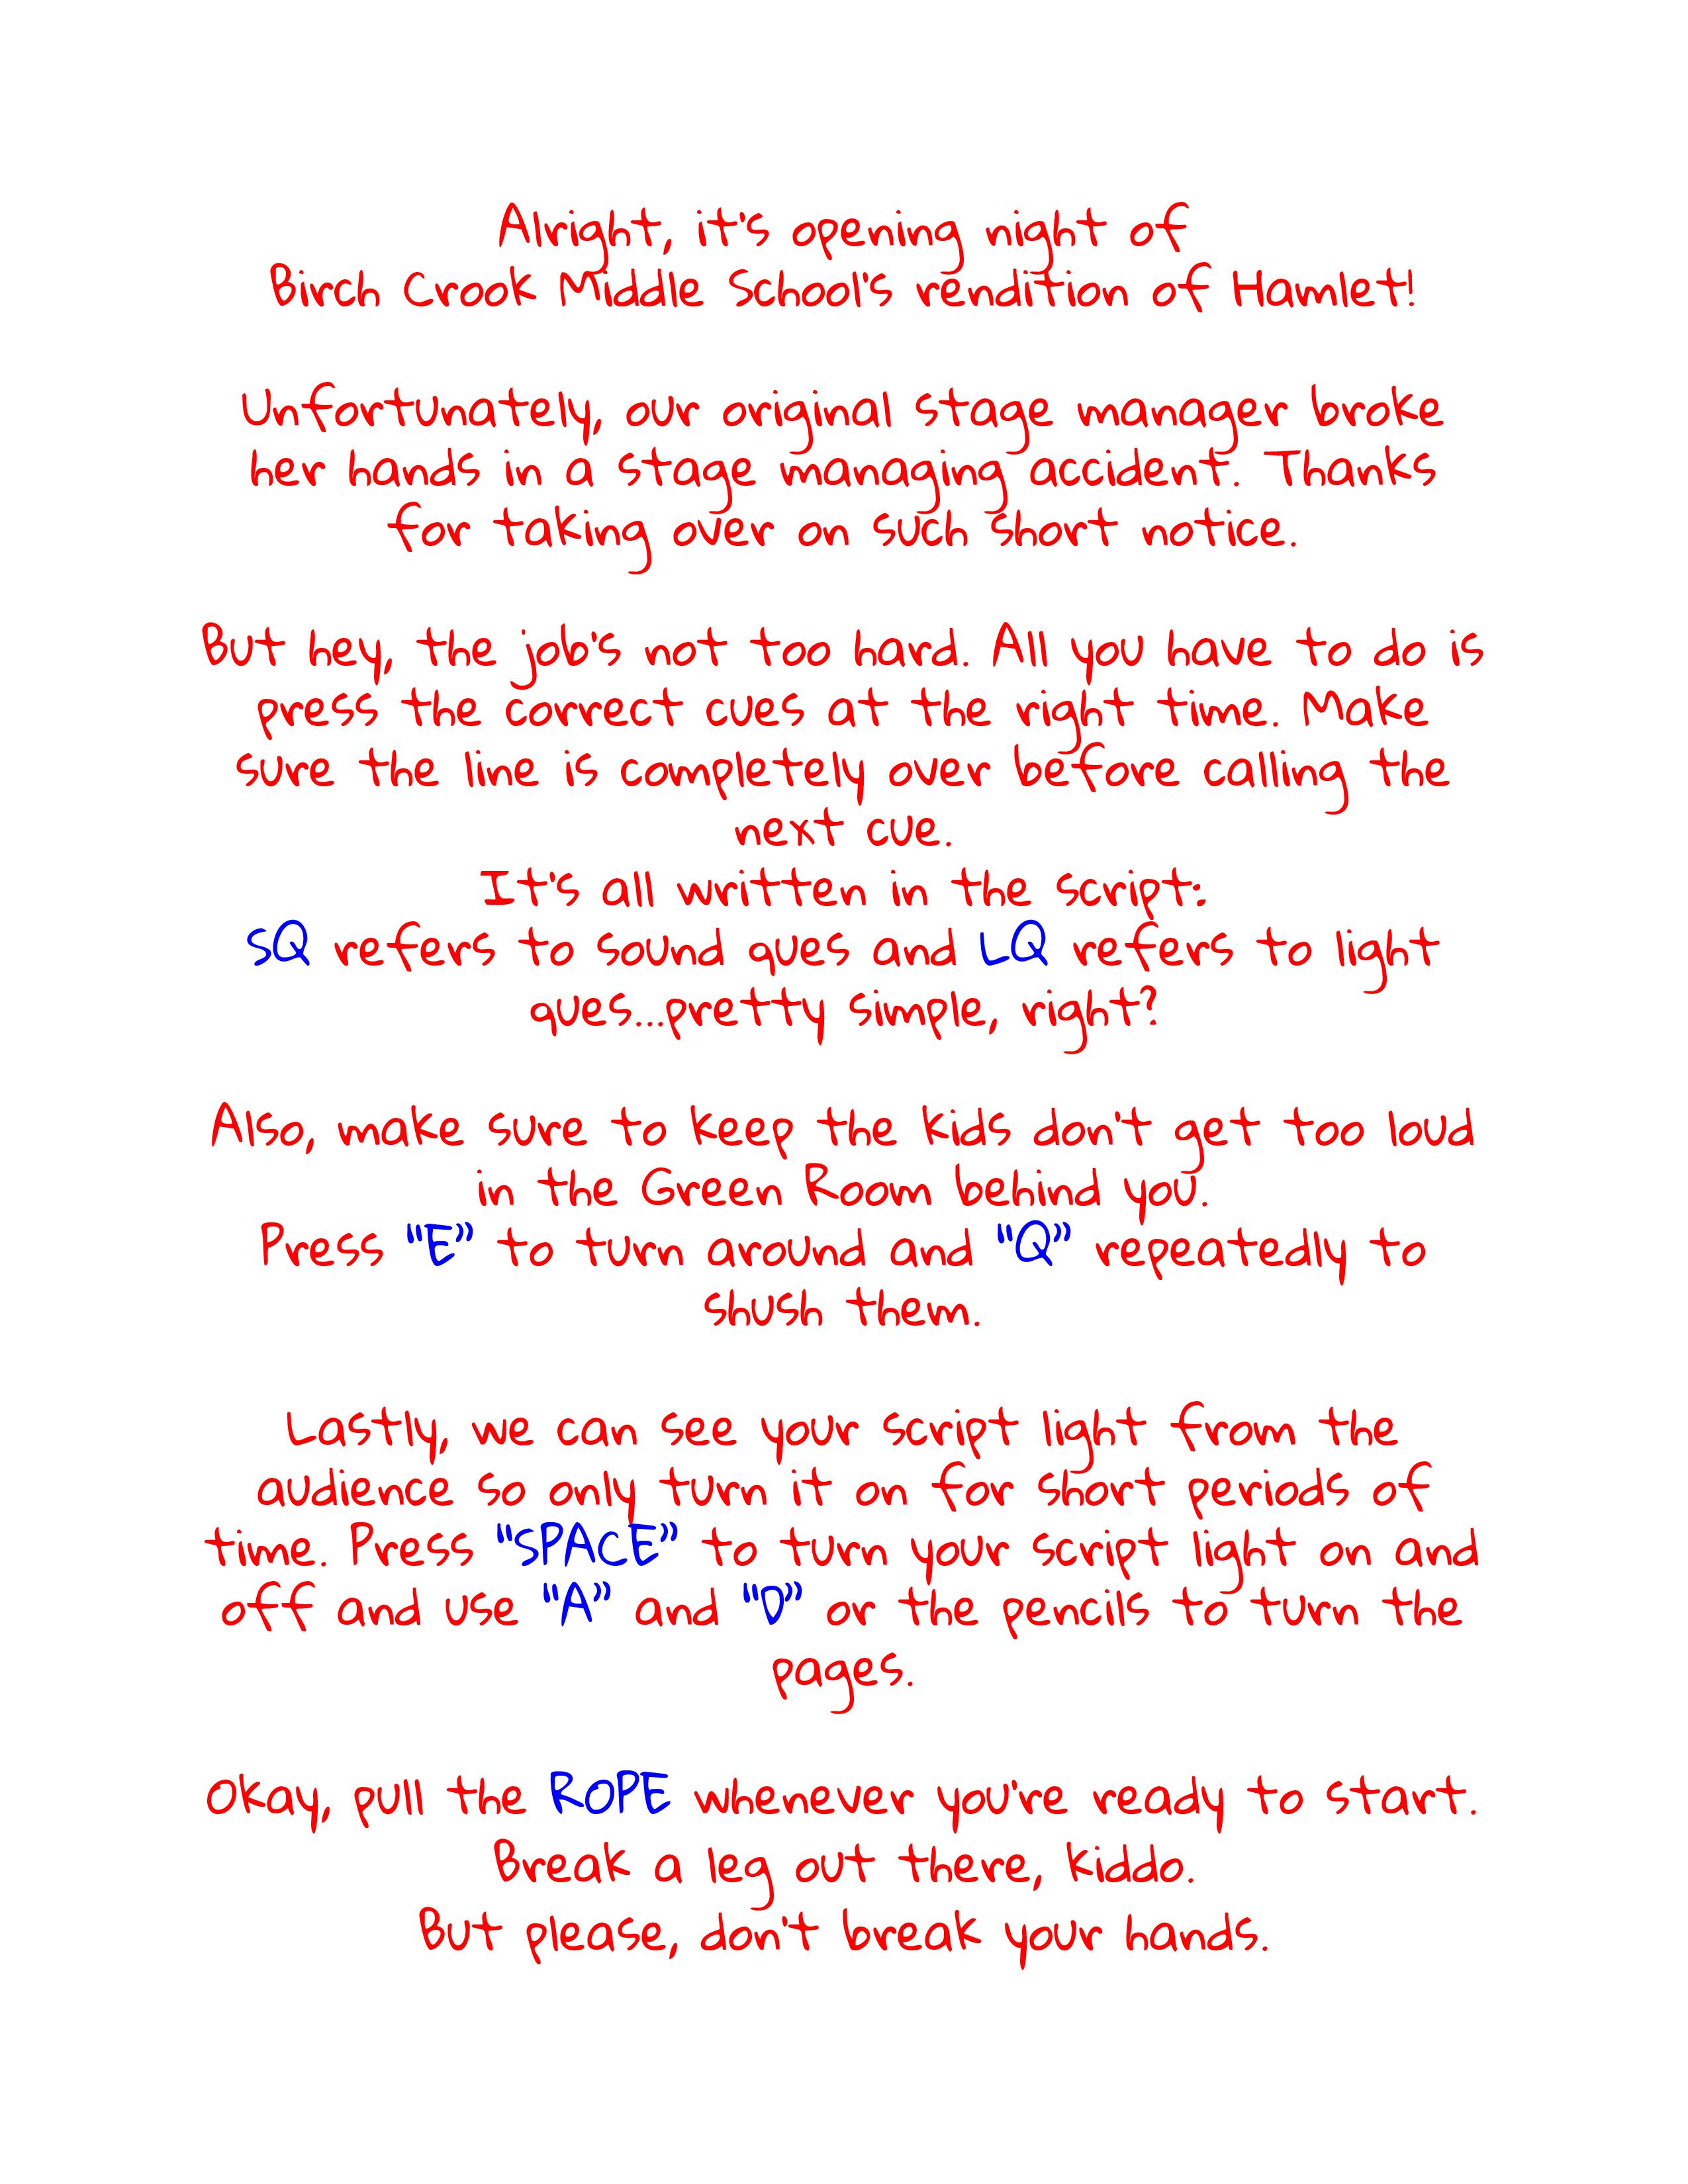 Alright, it's opening night of
Birch Crook Middle School's rendition of Hamlet!
Unfortunately, our original stage manager broke
her hands in a stage managing accident. Thanks
for taking over on such short notice.
But hey, the job's not too hard. All you have to do is
press the correct cues at the right time. Make
sure the line is completely over before calling the
next cue.
It's all written in the script:
SQ refers to sound ques and LQ refers to light
ques...pretty simple, right?
Also, make sure to keep the kids don't get too loud
in the Green Room behind you.
Press "E" to turn around and "Q" repeatedly to
shush them.
Lastly, we can see your script light from the
audience so only turn it on for short periods of
time. Press "SPACE" to turn your script light on and
off and use "A" and "D" or the pencils to turn the
pages.
Okay, pull the ROPE whenever you're ready to start.
Break a leg out there, kiddo.
But please, don't break your hands.